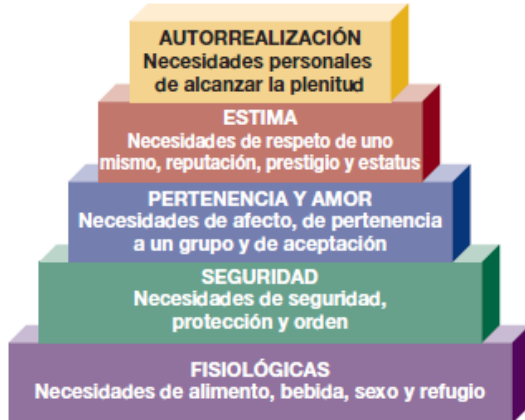 AUTORREALIZACIÓN
Necesidades personales
de alcanzar la plenitud
ESTIMA
Necesidades de respeto de uno
mismo, reputación, prestigio y estatus
PERTENENCIA Y AMOR
Necesidades de afecto, de pertenencia
a un grupo y de aceptación
SEGURIDAD
Necesidades de seguridad,
protección y orden
FISIOLÓGICAS
Necesidades de alimento, bebida, sexo y refugio